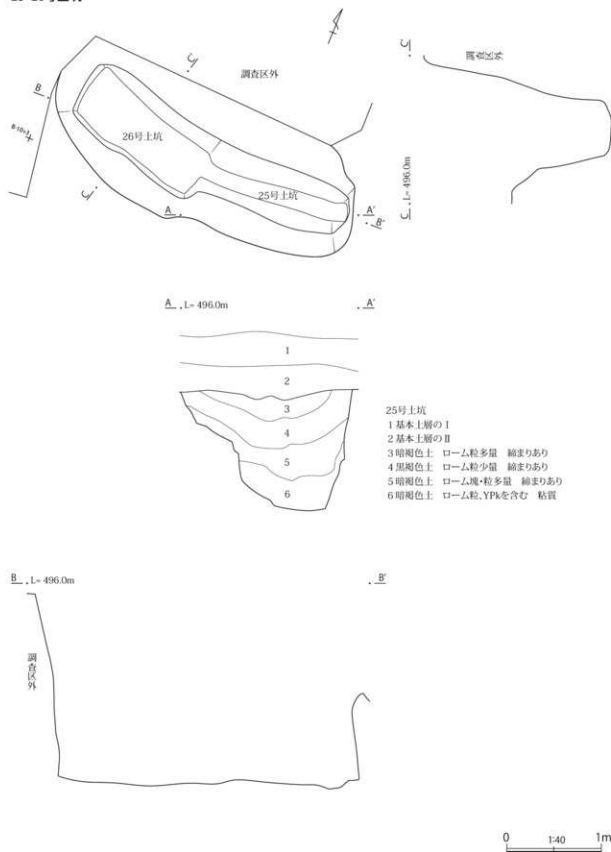 調査区外
C'
C'
調査区外
B
26号土坑
25号土坑
C
A
A'
B'
C L= 496.0m
A L= 496.0m
A'
1
2
3
4
5
6
25号土坑
1 基本土層のⅠ
2 基本土層のⅡ
3 暗褐色土 ローム粒多量 締まりあり
4 黒褐色土 ローム粒少量 締まりあり
5 暗褐色土 ローム塊・粒多量 締まりあり
6 暗褐色土 ローム粒、YPkを含む 粘質
B L= 496.0m
B'
調査区外
0 1:40 1m